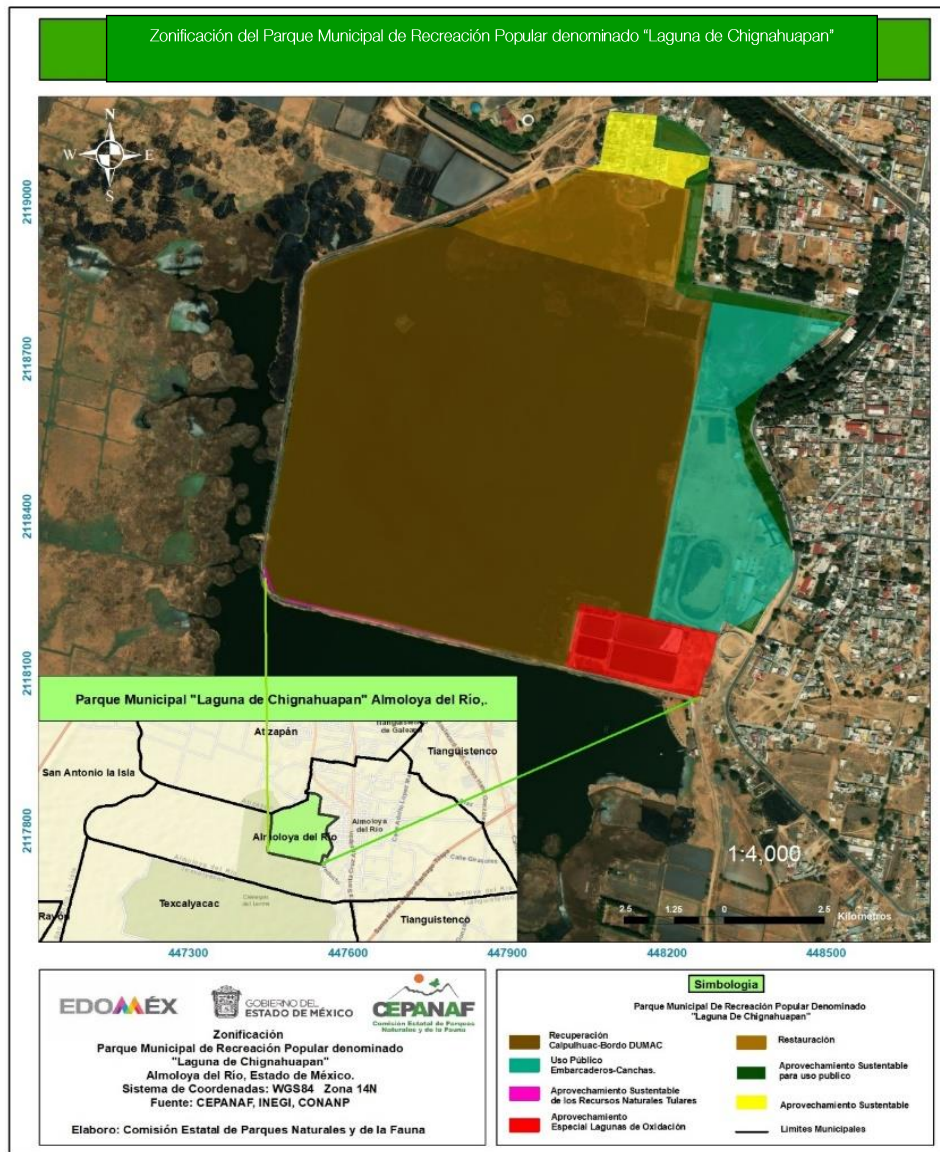 Zonificación del Parque Municipal de Recreación Popular denominado "Laguna de Chignahuapan"
N
W
E
S
2119000
2118700
2118400
2118100
2117800
Parque Municipal "Laguna de Chignahuapan" Almoloya del Río,.
Atizapán
de Galeana
Tianguistenco
San Antonio la Isla
Almoloya
del Río
Almoloya del Río
Texcalyacac
Tianguistenco
Rayón
1:4,000
2.5 1.25 0 2.5
Kilometros
447300
447600
447900
448200
448500
EDOMÉX
GOBIERNO DEL
ESTADO DE MÉXICO
CEPANAF
Comisión Estatal de Parques
Naturales y de la Fauna
Zonificación
Parque Municipal de Recreación Popular denominado
"Laguna de Chignahuapan"
Almoloya del Río, Estado de México.
Sistema de Coordenadas: WGS84 Zona 14N
Fuente: CEPANAF, INEGI, CONANP
Elaboro: Comisión Estatal de Parques Naturales y de la Fauna
Simbología
Parque Municipal De Recreación Popular Denominado
"Laguna De Chignahuapan"
Recuperación
Calpulhuac-Bordo DUMAC
Uso Público
Embarcaderos-Canchas.
Aprovechamiento Sustentable
de los Recursos Naturales Tulares
Aprovechamiento
Especial Lagunas de Oxidación
Restauración
Aprovechamiento Sustentable
para uso publico
Aprovechamiento Sustentable
Limites Municipales